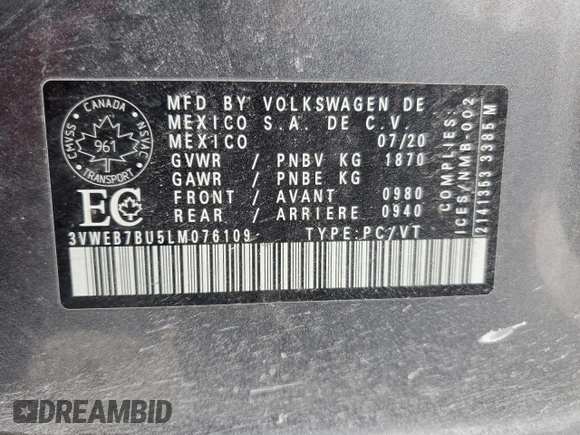 CANADA
CMVSS
NSVAC
961
TRANSPORT
EC
MFD BY VOLKSWAGEN DE
MEXICO S.A. DE C.V.
MEXICO 07/20
GVWR / PNBV KG 1870
GAWR / PNBE KG
FRONT / AVANT 0980
REAR / ARRIERE 0940
3VWEB7BU5LM076109 TYPE:PC/VT
COMPLIES:
ICES/NMB-002
2141353 3385 M
DREAMBID